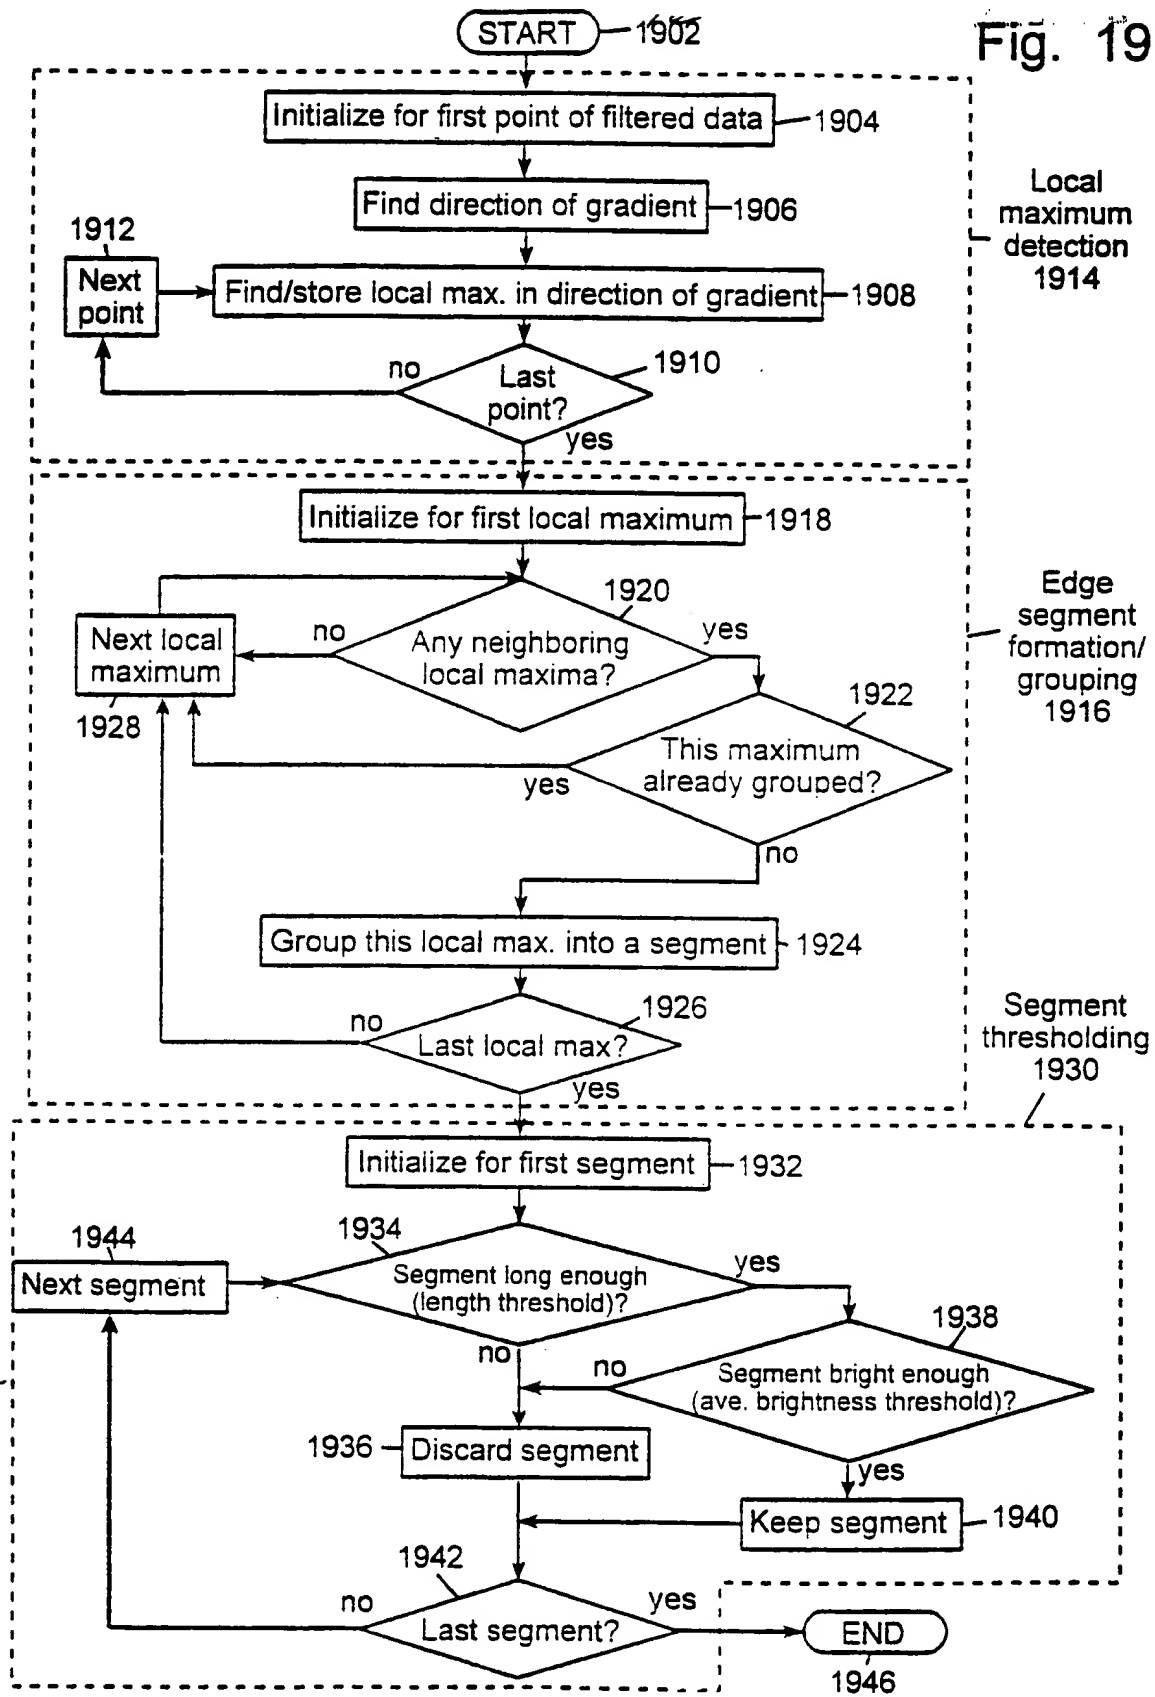 START
1902
Fig. 19
Initialize for first point of filtered data
1904
Find direction of gradient
1906
Local
maximum
detection
1914
1912
Next
point
Find/store local max. in direction of gradient
1908
no
1910
Last
point?
yes
Initialize for first local maximum
1918
1920
Edge
segment
formation/
grouping
1916
Next local
maximum
1928
no
Any neighboring
local maxima?
yes
1922
This maximum
already grouped?
yes
no
Group this local max. into a segment
1924
1926
no
Last local max?
yes
Segment
thresholding
1930
Initialize for first segment
1932
1944
Next segment
1934
Segment long enough
(length threshold)?
yes
no
1938
no
Segment bright enough
(ave. brightness threshold)?
yes
1936
Discard segment
Keep segment
1940
1942
no
Last segment?
yes
END
1946